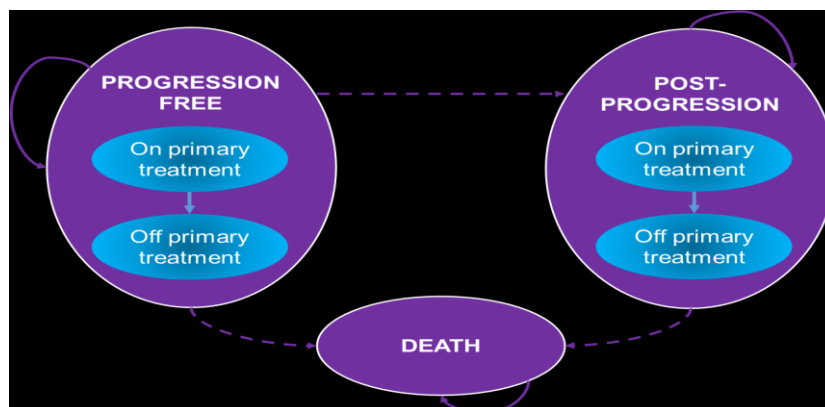 PROGRESSION
FREE
On primary
treatment
Off primary
treatment
POST-
PROGRESSION
On primary
treatment
Off primary
treatment
DEATH